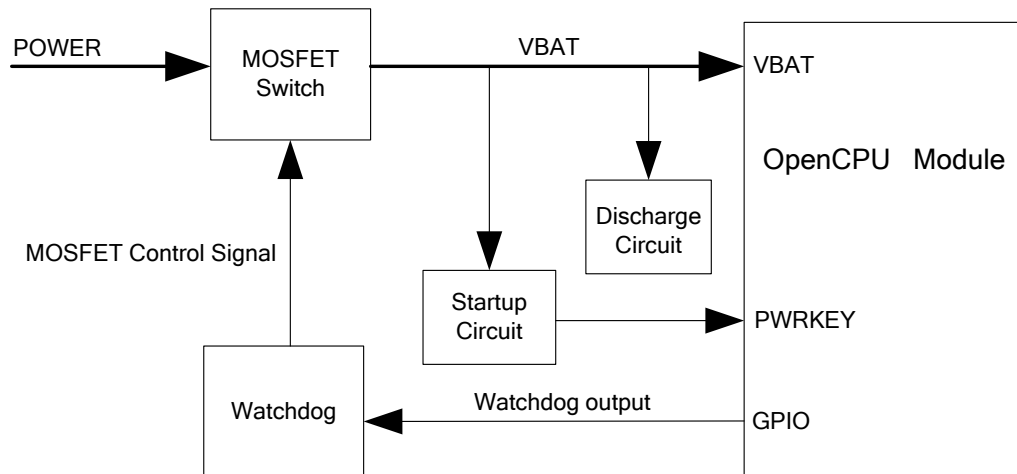 POWER
MOSFET
Switch
VBAT
VBAT
OpenCPU Module
Discharge
Circuit
MOSFET Control Signal
Startup
Circuit
PWRKEY
Watchdog
Watchdog output
GPIO